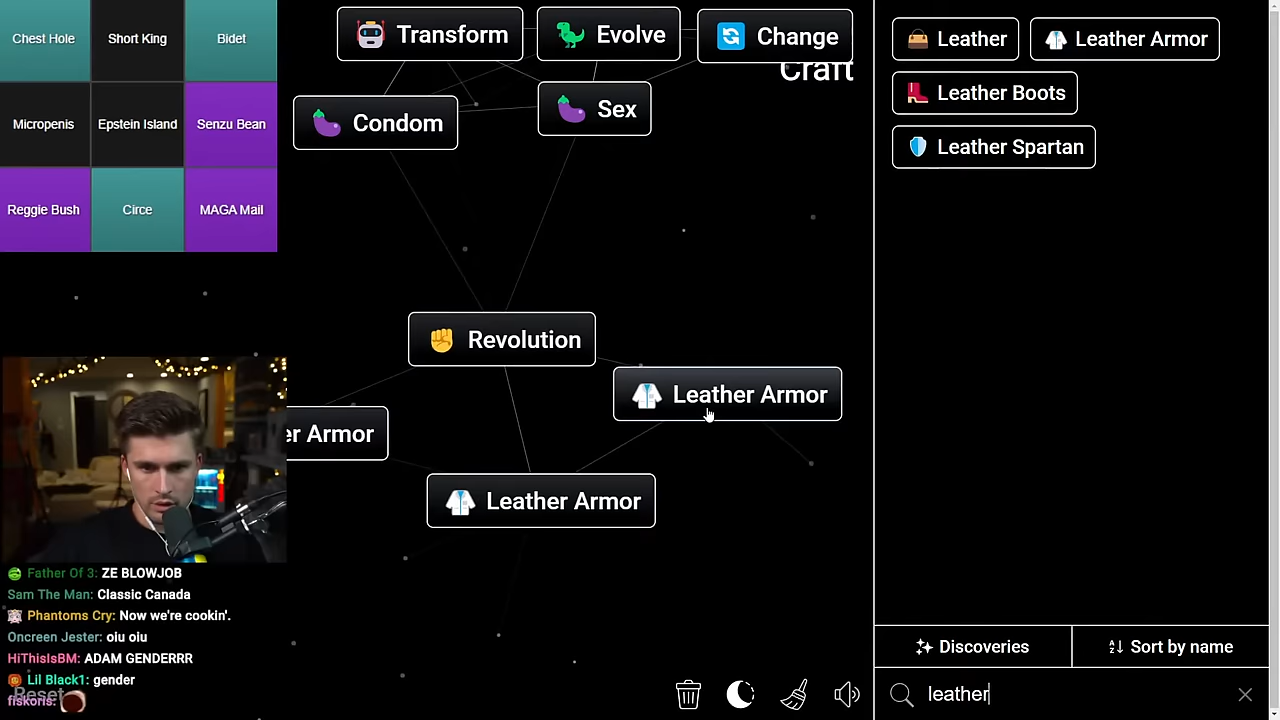 Chest Hole
Short King
Bidet
Micropenis
Epstein Island
Senzu Bean
Reggie Bush
Circe
MAGA Mail
Transform
Evolve
Change
Craft
Condom
Sex
Revolution
Leather Armor
er Armor
Leather Armor
Leather
Leather Armor
Leather Boots
Leather Spartan
Discoveries
Sort by name
leather
Father Of 3: ZE BLOWJOB
Sam The Man: Classic Canada
Phantoms Cry: Now we're cookin'.
Oncreen Jester: oiu oiu
HiThisIsBM: ADAM GENDERRR
Lil Black1: gender
Reset
fiskoris: